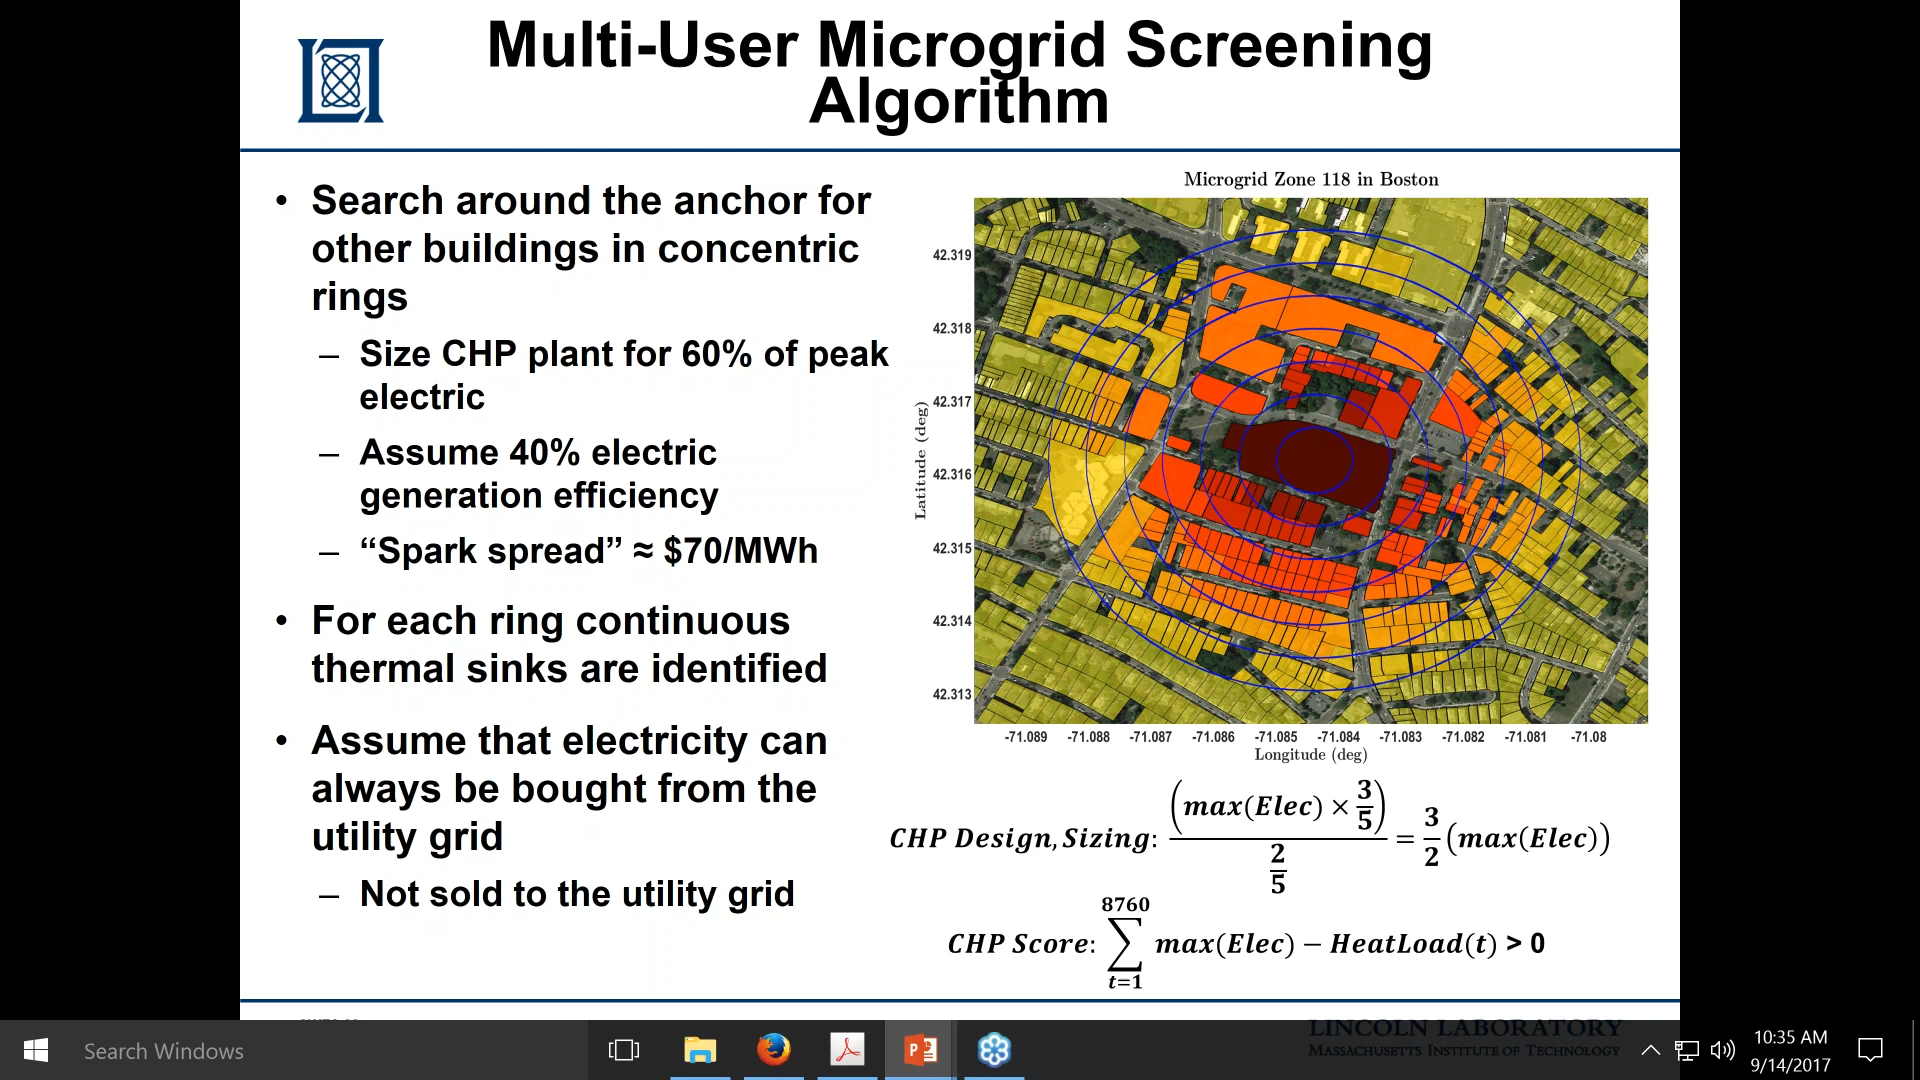 Multi-User Microgrid Screening
Algorithm
• Search around the anchor for
other buildings in concentric
rings
– Size CHP plant for 60% of peak
electric
– Assume 40% electric
generation efficiency
– “Spark spread” ≈ $70/MWh
• For each ring continuous
thermal sinks are identified
• Assume that electricity can
always be bought from the
utility grid
– Not sold to the utility grid
Microgrid Zone 118 in Boston
Latitude (deg)
42.319
42.318
42.317
42.316
42.315
42.314
42.313
-71.089 -71.088 -71.087 -71.086 -71.085 -71.084 -71.083 -71.082 -71.081 -71.08
Longitude (deg)
CHP Design, Sizing: (max(Elec) × 3/5) / (2/5) = 3/2 (max(Elec))
CHP Score: ∑_{t=1}^{8760} max(Elec) − HeatLoad(t) > 0
LINCOLN LABORATORY
MASSACHUSETTS INSTITUTE OF TECHNOLOGY
Search Windows
10:35 AM
9/14/2017